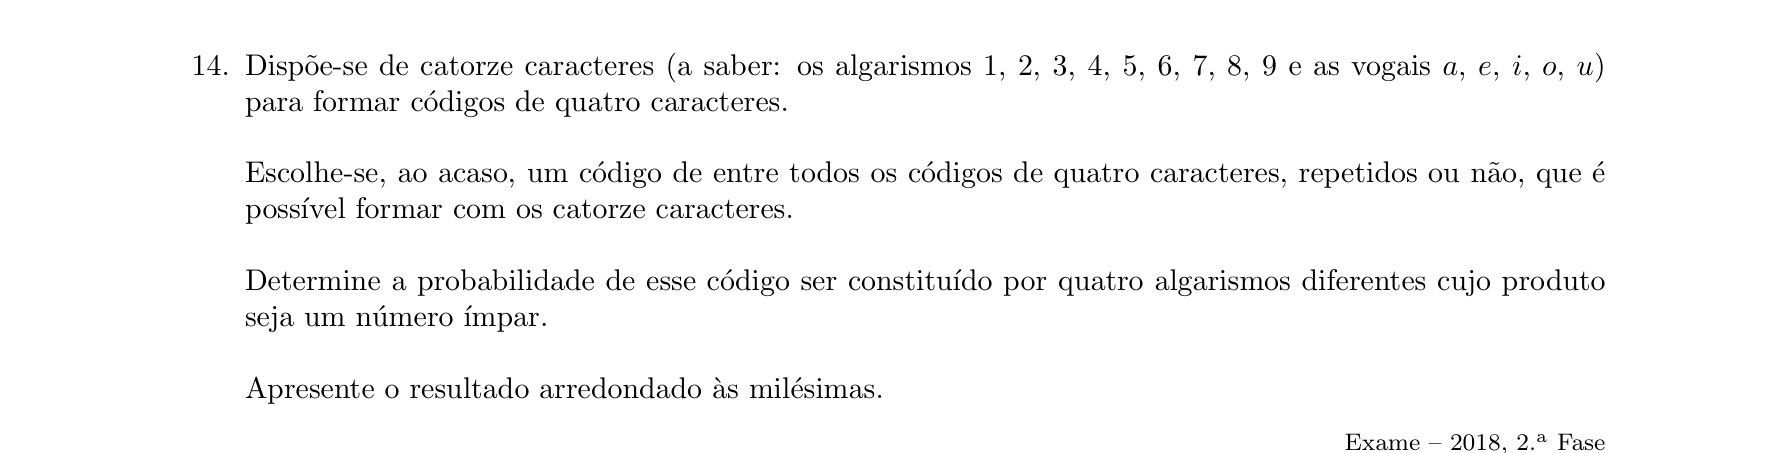 14. Dispõe-se de catorze caracteres (a saber: os algarismos 1, 2, 3, 4, 5, 6, 7, 8, 9 e as vogais a, e, i, o, u)
para formar códigos de quatro caracteres.
Escolhe-se, ao acaso, um código de entre todos os códigos de quatro caracteres, repetidos ou não, que é
possível formar com os catorze caracteres.
Determine a probabilidade de esse código ser constituído por quatro algarismos diferentes cujo produto
seja um número ímpar.
Apresente o resultado arredondado às milésimas.
Exame – 2018, 2.ª Fase